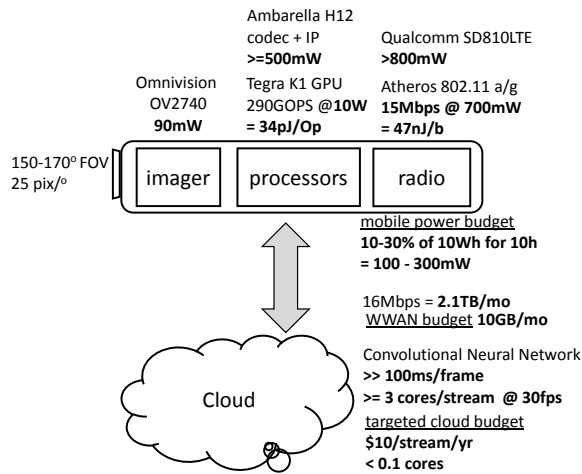 Ambarella H12
codec + IP
>=500mW
Qualcomm SD810LTE
>800mW
Omnivision
OV2740
90mW
Tegra K1 GPU
290GOPS @10W
= 34pJ/Op
Atheros 802.11 a/g
15Mbps @ 700mW
= 47nJ/b
150-170º FOV
25 pix/º
imager
processors
radio
mobile power budget
10-30% of 10Wh for 10h
= 100 - 300mW
16Mbps = 2.1TB/mo
WWAN budget 10GB/mo
Cloud
Convolutional Neural Network
>> 100ms/frame
>= 3 cores/stream @ 30fps
targeted cloud budget
$10/stream/yr
< 0.1 cores